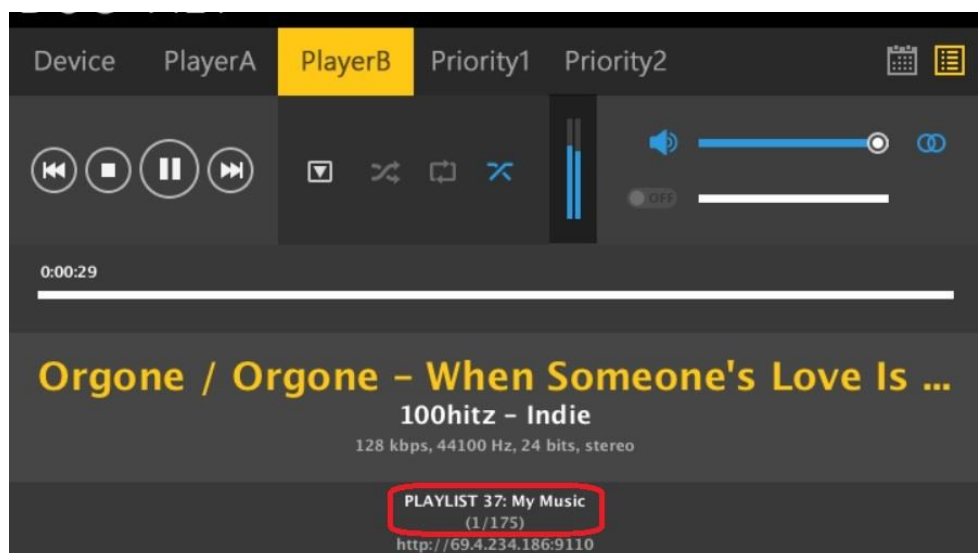 Device PlayerA PlayerB Priority1 Priority2
OFF
0:00:29
Orgone / Orgone – When Someone's Love Is ...
100hitz – Indie
128 kbps, 44100 Hz, 24 bits, stereo
PLAYLIST 37: My Music
(1/175)
http://69.4.234.186:9110